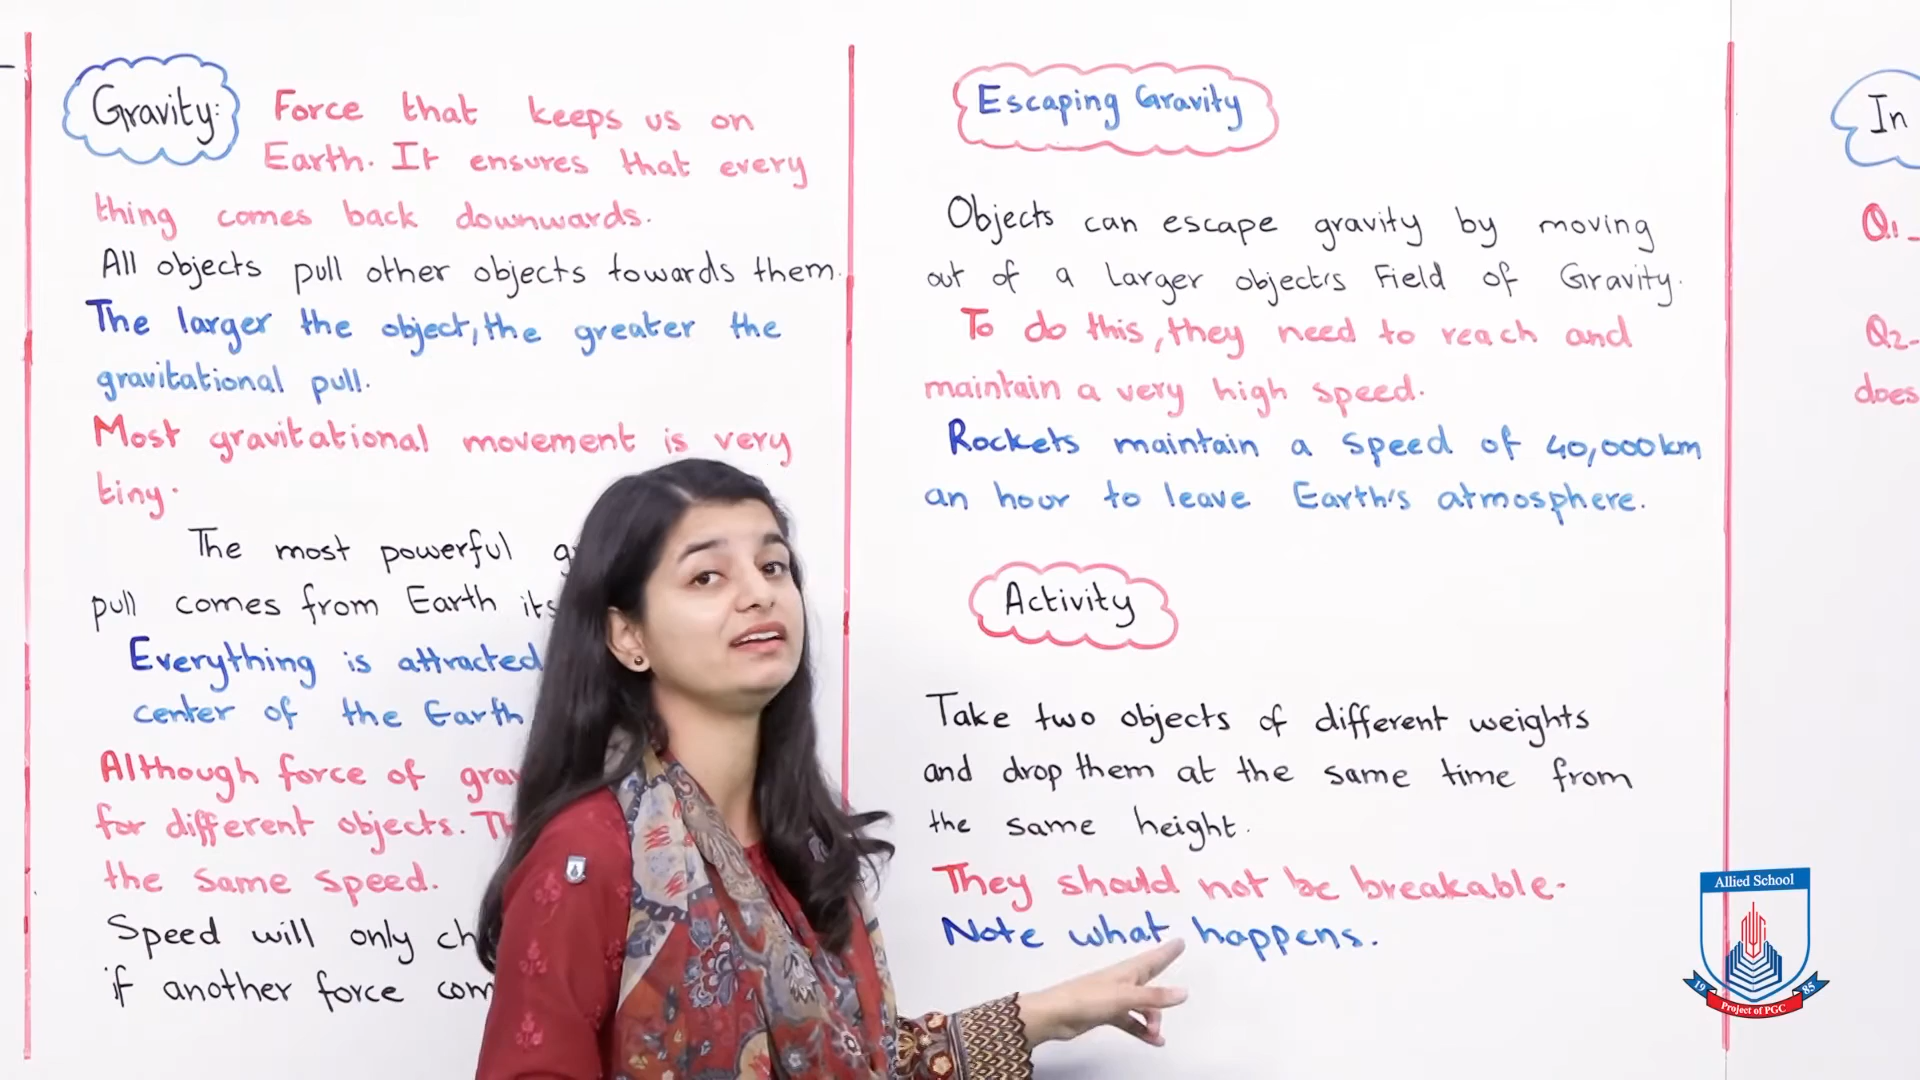 Gravity: Force that keeps us on
Earth. It ensures that every
thing comes back downwards.
All objects pull other objects towards them.
The larger the object, the greater the
gravitational pull.
Most gravitational movement is very
tiny.
The most powerful
pull comes from Earth
Everything is attracted
center of the Earth
Although force of
for different objects.
the same speed.
Speed will only
if another force
Escaping Gravity
Objects can escape gravity by moving
out of a larger object's Field of Gravity.
To do this, they need to reach and
maintain a very high speed.
Rockets maintain a speed of 40,000km
an hour to leave Earth's atmosphere.
Activity
Take two objects of different weights
and drop them at the same time from
the same height.
They should not be breakable.
Note what happens.
In
Q1_
Q2-
does
Allied School
19 85
Project of PGC